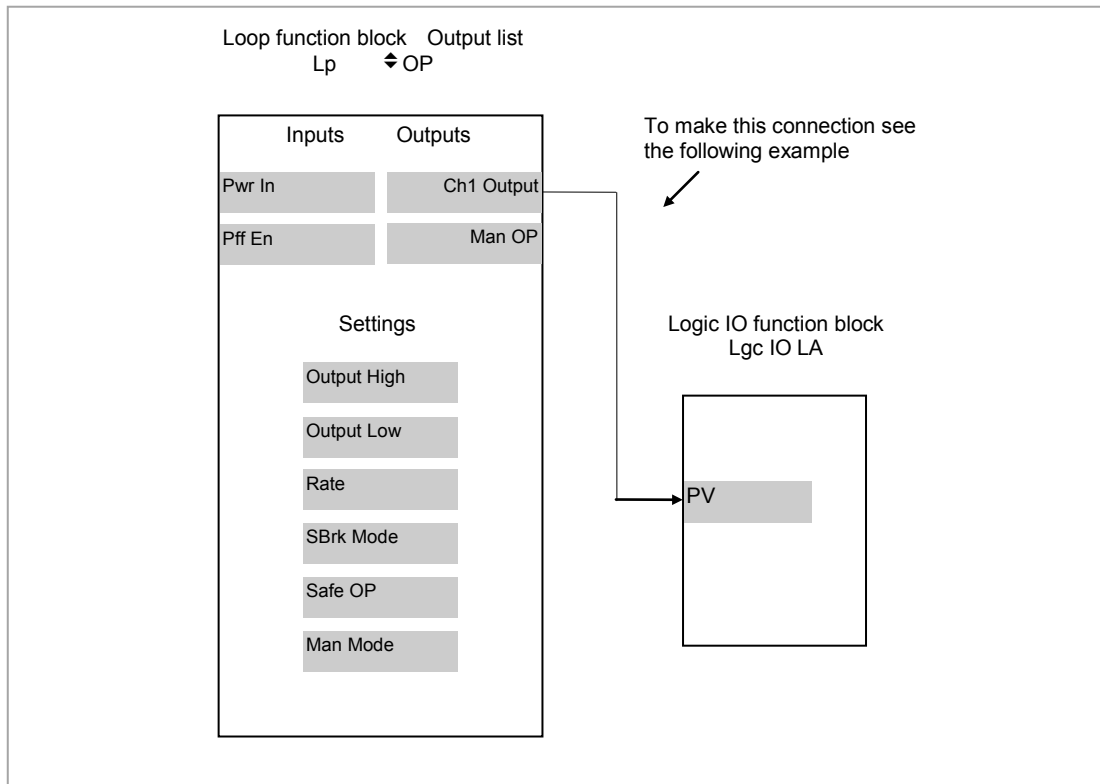 Loop function block Output list
Lp OP
Inputs Outputs
Pwr In Ch1 Output
Pff En Man OP
Settings
Output High
Output Low
Rate
SBrk Mode
Safe OP
Man Mode
To make this connection see
the following example
Logic IO function block
Lgc IO LA
PV